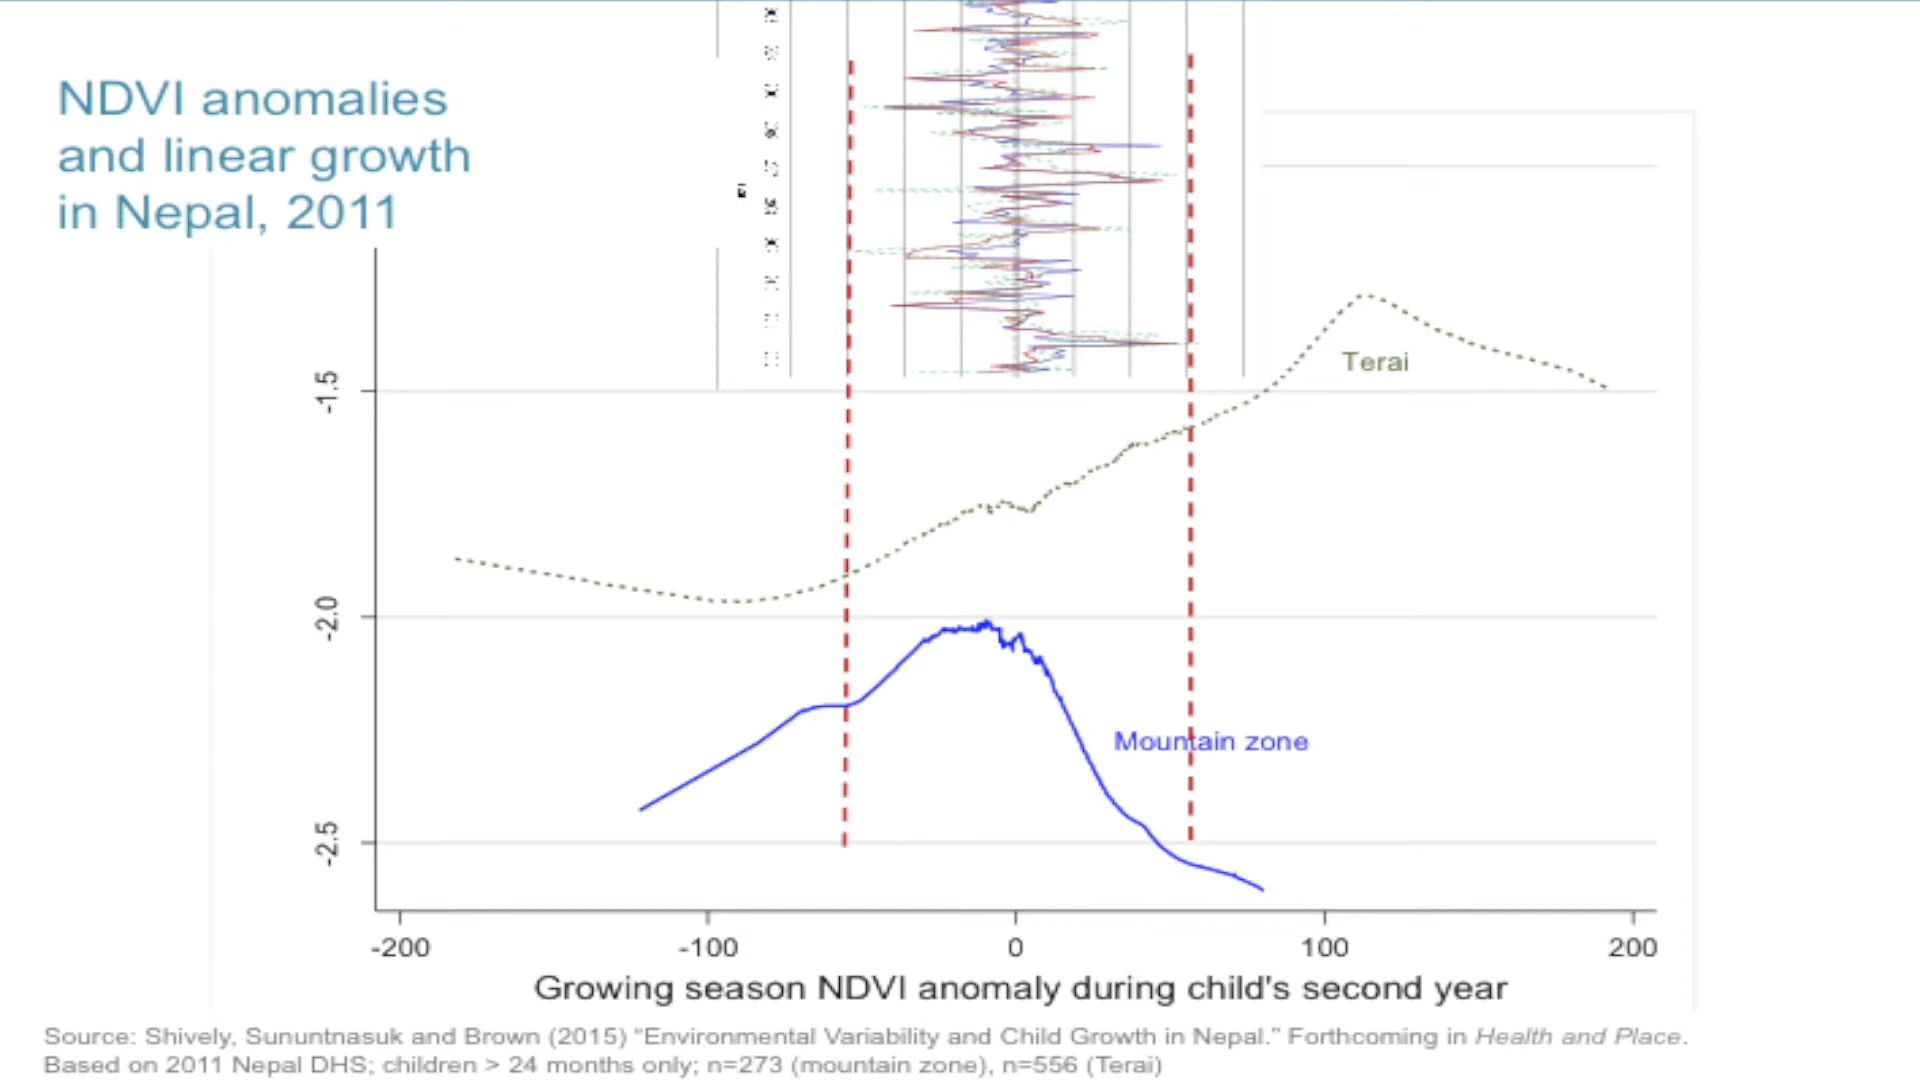 NDVI anomalies
and linear growth
in Nepal, 2011
-1.5
Terai
-2.0
Mountain zone
-2.5
-200 -100 0 100 200
Growing season NDVI anomaly during child's second year
Source: Shively, Sununtnasuk and Brown (2015) “Environmental Variability and Child Growth in Nepal.” Forthcoming in Health and Place.
Based on 2011 Nepal DHS; children > 24 months only; n=273 (mountain zone), n=556 (Terai)